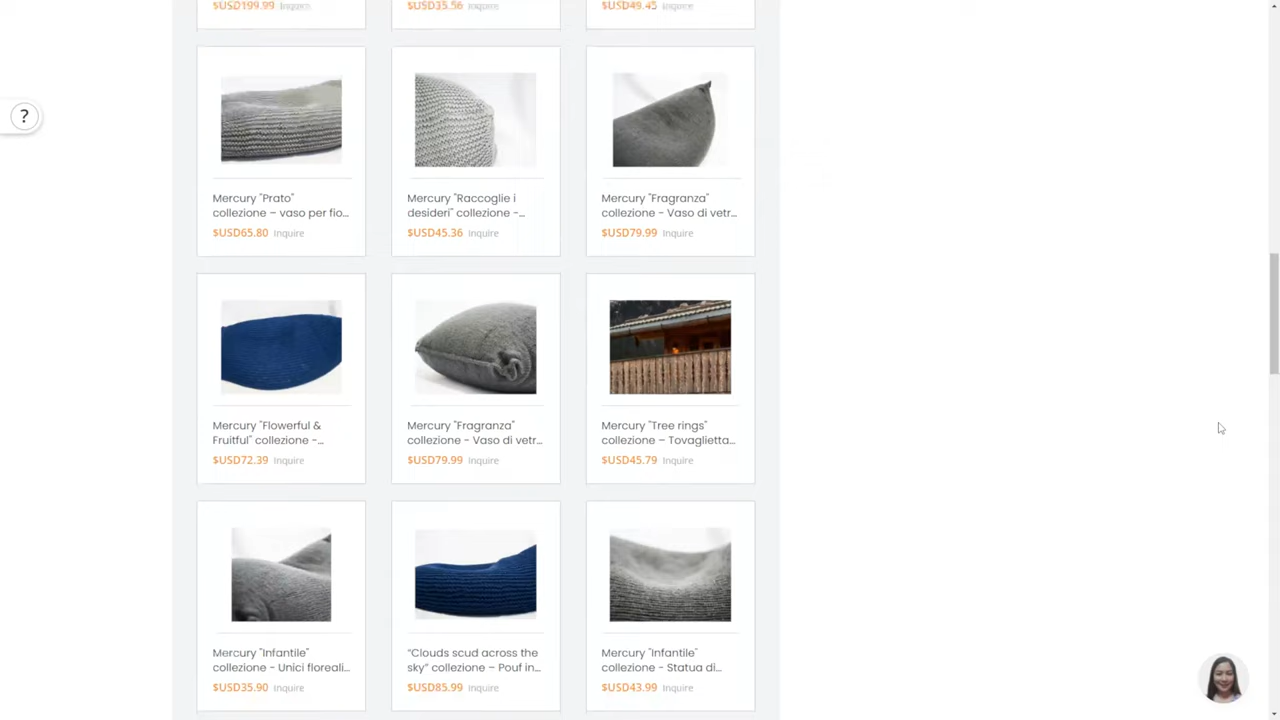 $USD199.99 Inquire
$USD35.56 Inquire
$USD49.45 Inquire
?
Mercury "Prato"
collezione – vaso per fio...
$USD65.80 Inquire
Mercury "Raccoglie i
desideri" collezione -...
$USD45.36 Inquire
Mercury "Fragranza"
collezione - Vaso di vetr...
$USD79.99 Inquire
Mercury "Flowerful &
Fruitful" collezione -...
$USD72.39 Inquire
Mercury "Fragranza"
collezione - Vaso di vetr...
$USD79.99 Inquire
Mercury "Tree rings"
collezione – Tovaglietta...
$USD45.79 Inquire
Mercury "Infantile"
collezione - Unici floreali...
$USD35.90 Inquire
“Clouds scud across the
sky” collezione – Pouf in...
$USD85.99 Inquire
Mercury "Infantile"
collezione - Statua di...
$USD43.99 Inquire